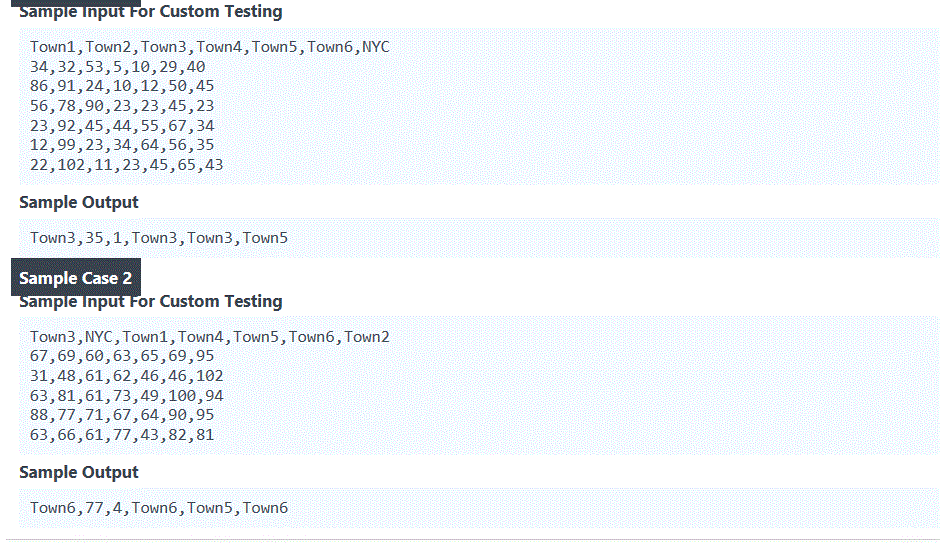 Sample Input For Custom Testing
Town1,Town2,Town3,Town4,Town5,Town6,NYC
34,32,53,5,10,29,40
86,91,24,10,12,50,45
56,78,90,23,23,45,23
23,92,45,44,55,67,34
12,99,23,34,64,56,35
22,102,11,23,45,65,43
Sample Output
Town3,35,1,Town3,Town3,Town5
Sample Case 2
Sample Input For Custom Testing
Town3,NYC,Town1,Town4,Town5,Town6,Town2
67,69,60,63,65,69,95
31,48,61,62,46,46,102
63,81,61,73,49,100,94
88,77,71,67,64,90,95
63,66,61,77,43,82,81
Sample Output
Town6,77,4,Town6,Town5,Town6